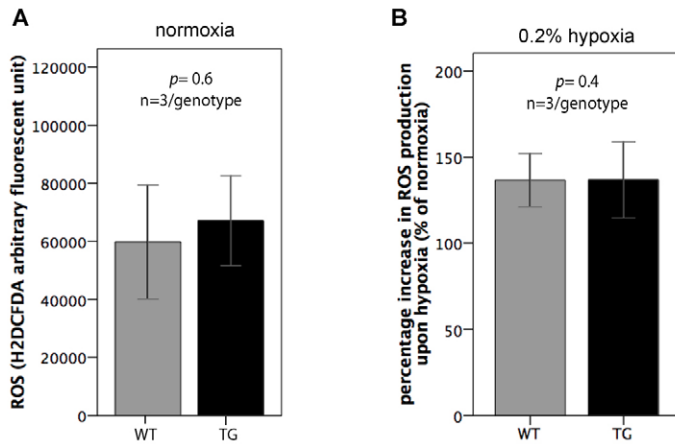 A
normoxia
ROS (H2DCFDA arbitrary fluorescent unit)
120000
100000
80000
60000
40000
20000
0
p= 0.6
n=3/genotype
WT
TG
B
0.2% hypoxia
percentage increase in ROS production
upon hypoxia (% of normoxia)
200
150
100
50
0
p= 0.4
n=3/genotype
WT
TG